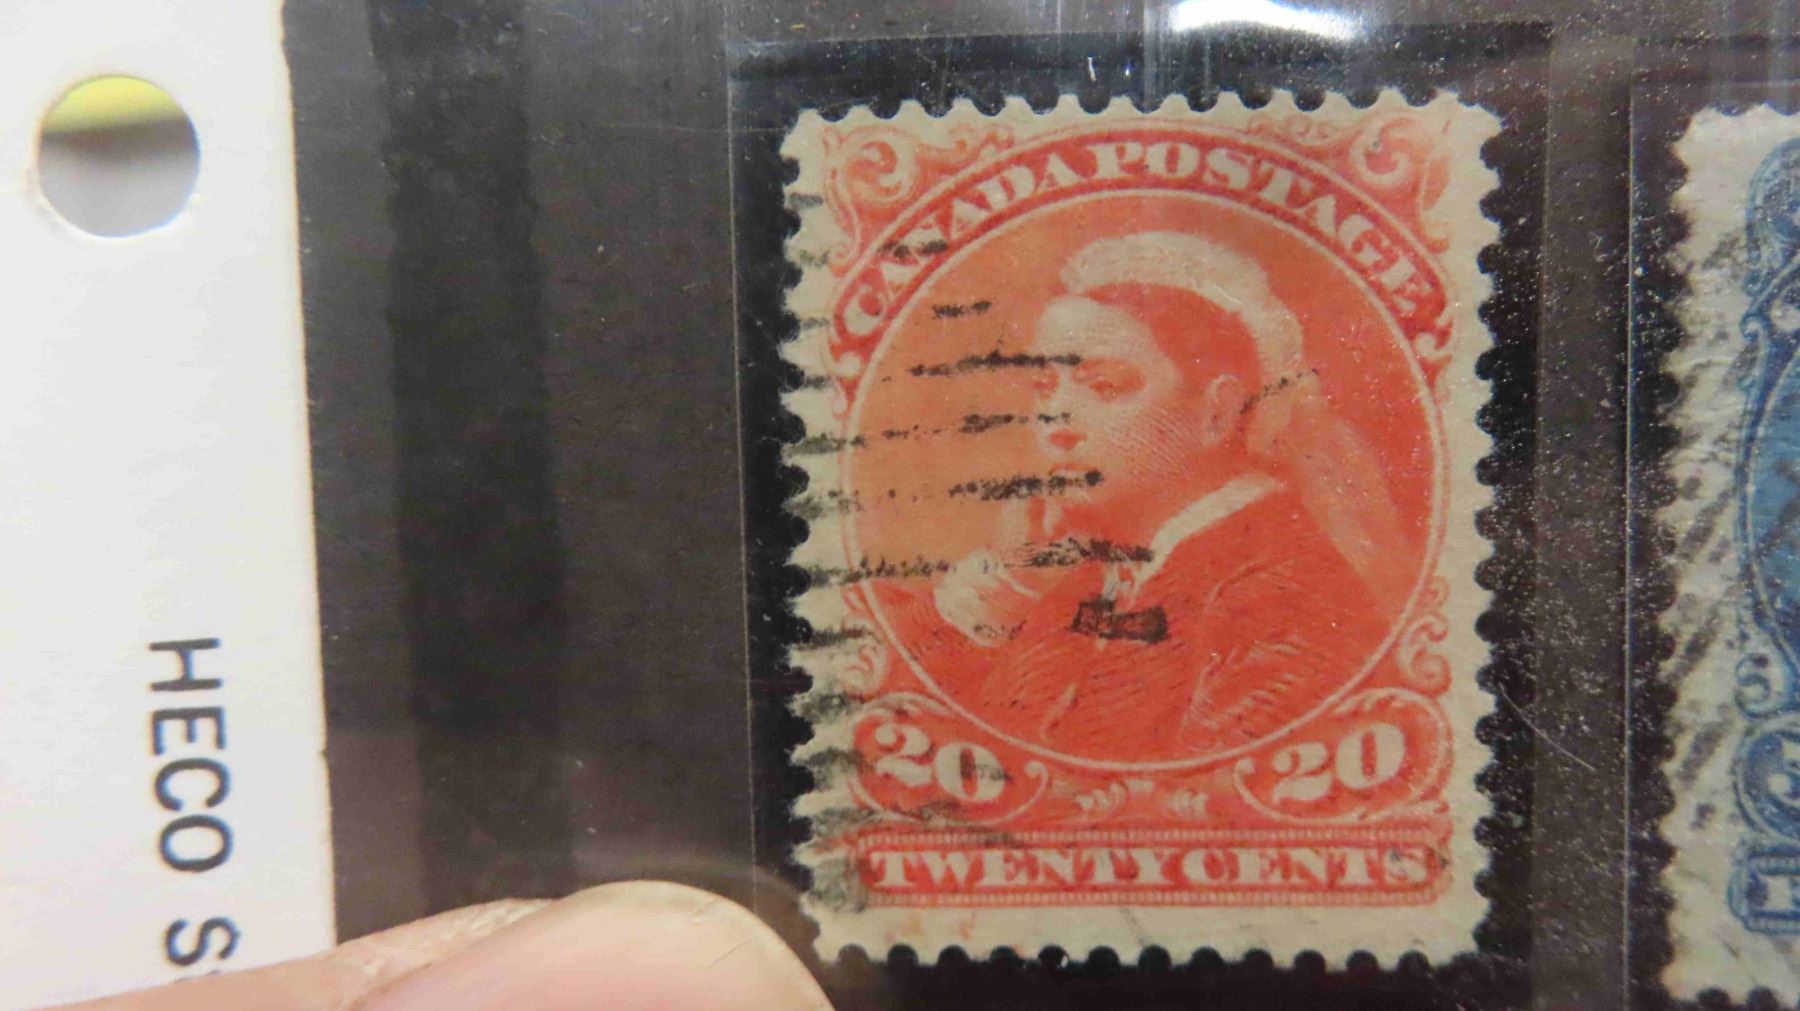 CANADA POSTAGE
20 20
TWENTY CENTS
HECO